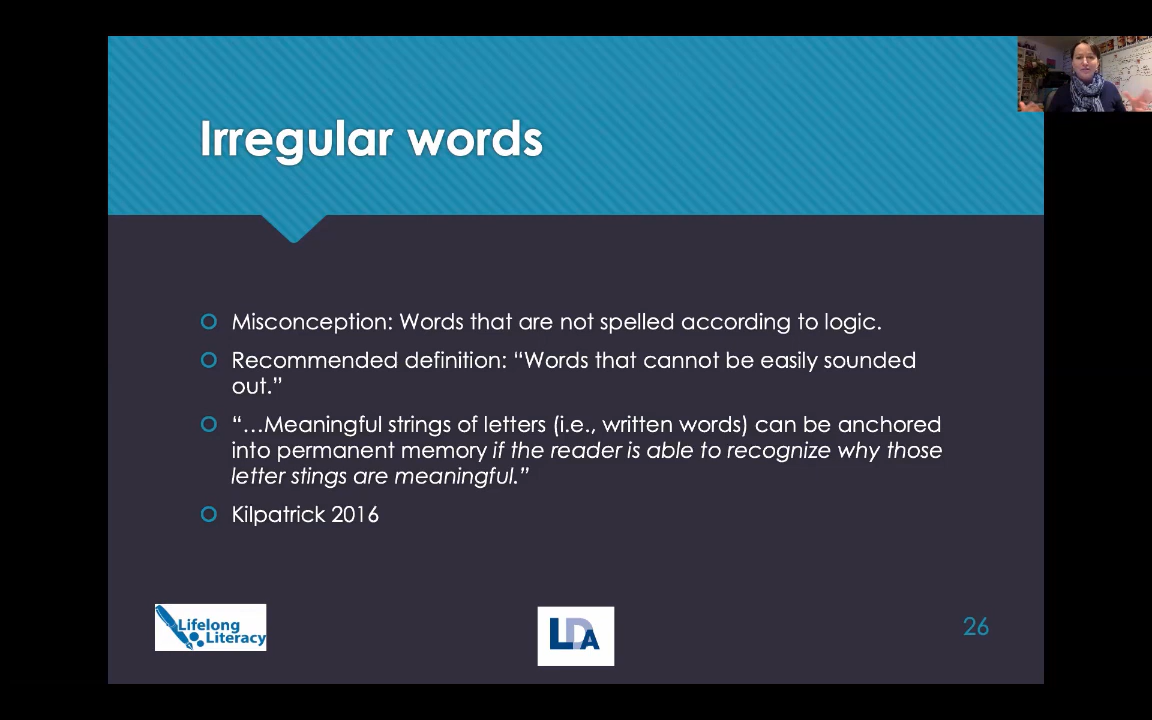 Irregular words
Misconception: Words that are not spelled according to logic.
Recommended definition: “Words that cannot be easily sounded
out.”
“…Meaningful strings of letters (i.e., written words) can be anchored
into permanent memory if the reader is able to recognize why those
letter stings are meaningful.”
Kilpatrick 2016
Lifelong
Literacy
LDA
26